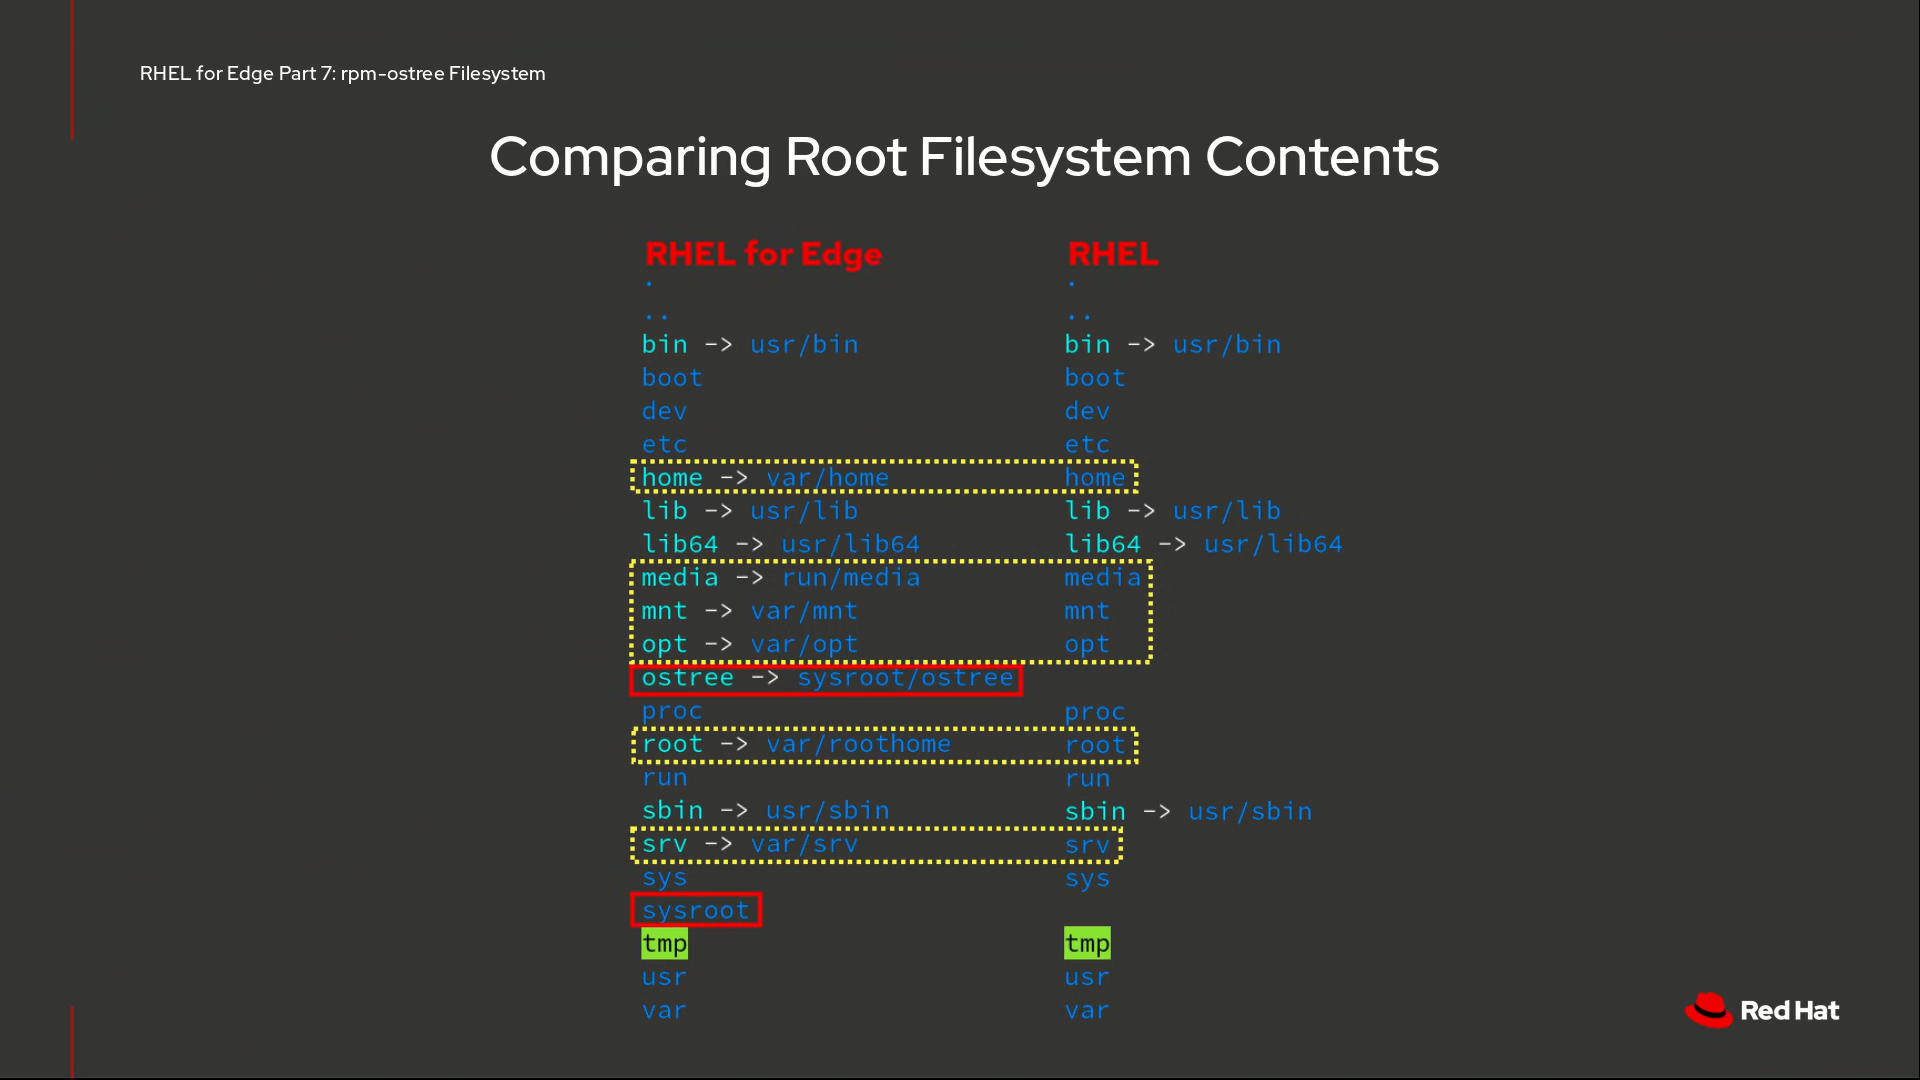 RHEL for Edge Part 7: rpm-ostree Filesystem
Comparing Root Filesystem Contents
RHEL for Edge
.
..
bin -> usr/bin
boot
dev
etc
home -> var/home
lib -> usr/lib
lib64 -> usr/lib64
media -> run/media
mnt -> var/mnt
opt -> var/opt
ostree -> sysroot/ostree
proc
root -> var/roothome
run
sbin -> usr/sbin
srv -> var/srv
sys
sysroot
tmp
usr
var
RHEL
.
..
bin -> usr/bin
boot
dev
etc
home
lib -> usr/lib
lib64 -> usr/lib64
media
mnt
opt
proc
root
run
sbin -> usr/sbin
srv
sys
tmp
usr
var
Red Hat